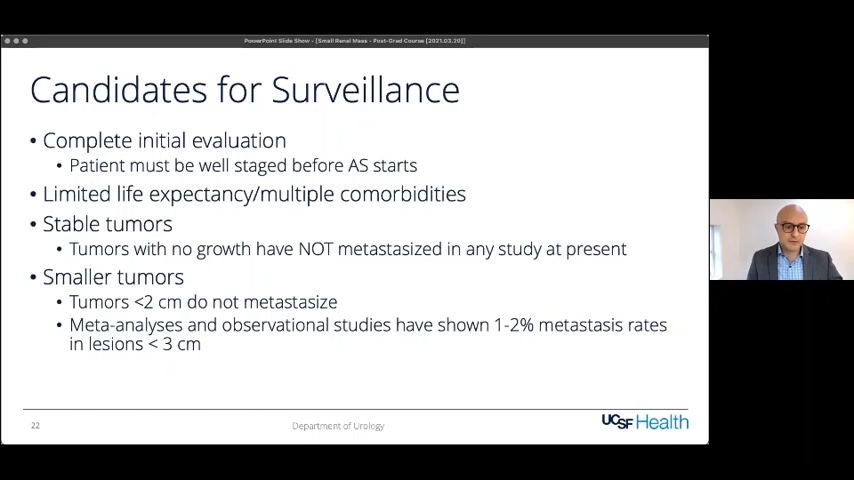 PowerPoint Slide Show - [Small Renal Mass - Post-Grad Course [2021.03.20]]
Candidates for Surveillance
• Complete initial evaluation
• Patient must be well staged before AS starts
• Limited life expectancy/multiple comorbidities
• Stable tumors
• Tumors with no growth have NOT metastasized in any study at present
• Smaller tumors
• Tumors <2 cm do not metastasize
• Meta-analyses and observational studies have shown 1-2% metastasis rates
in lesions < 3 cm
22
Department of Urology
UCSF Health